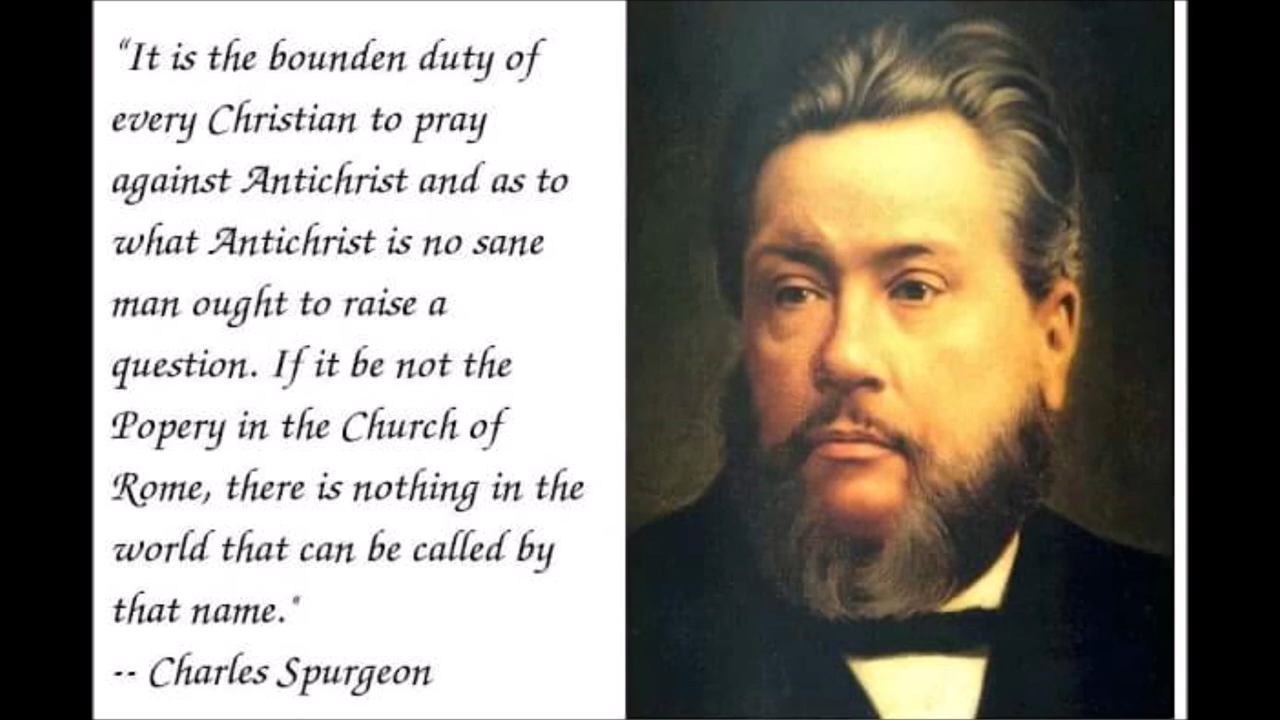 “It is the bounden duty of
every Christian to pray
against Antichrist and as to
what Antichrist is no sane
man ought to raise a
question. If it be not the
Popery in the Church of
Rome, there is nothing in the
world that can be called by
that name."
-- Charles Spurgeon